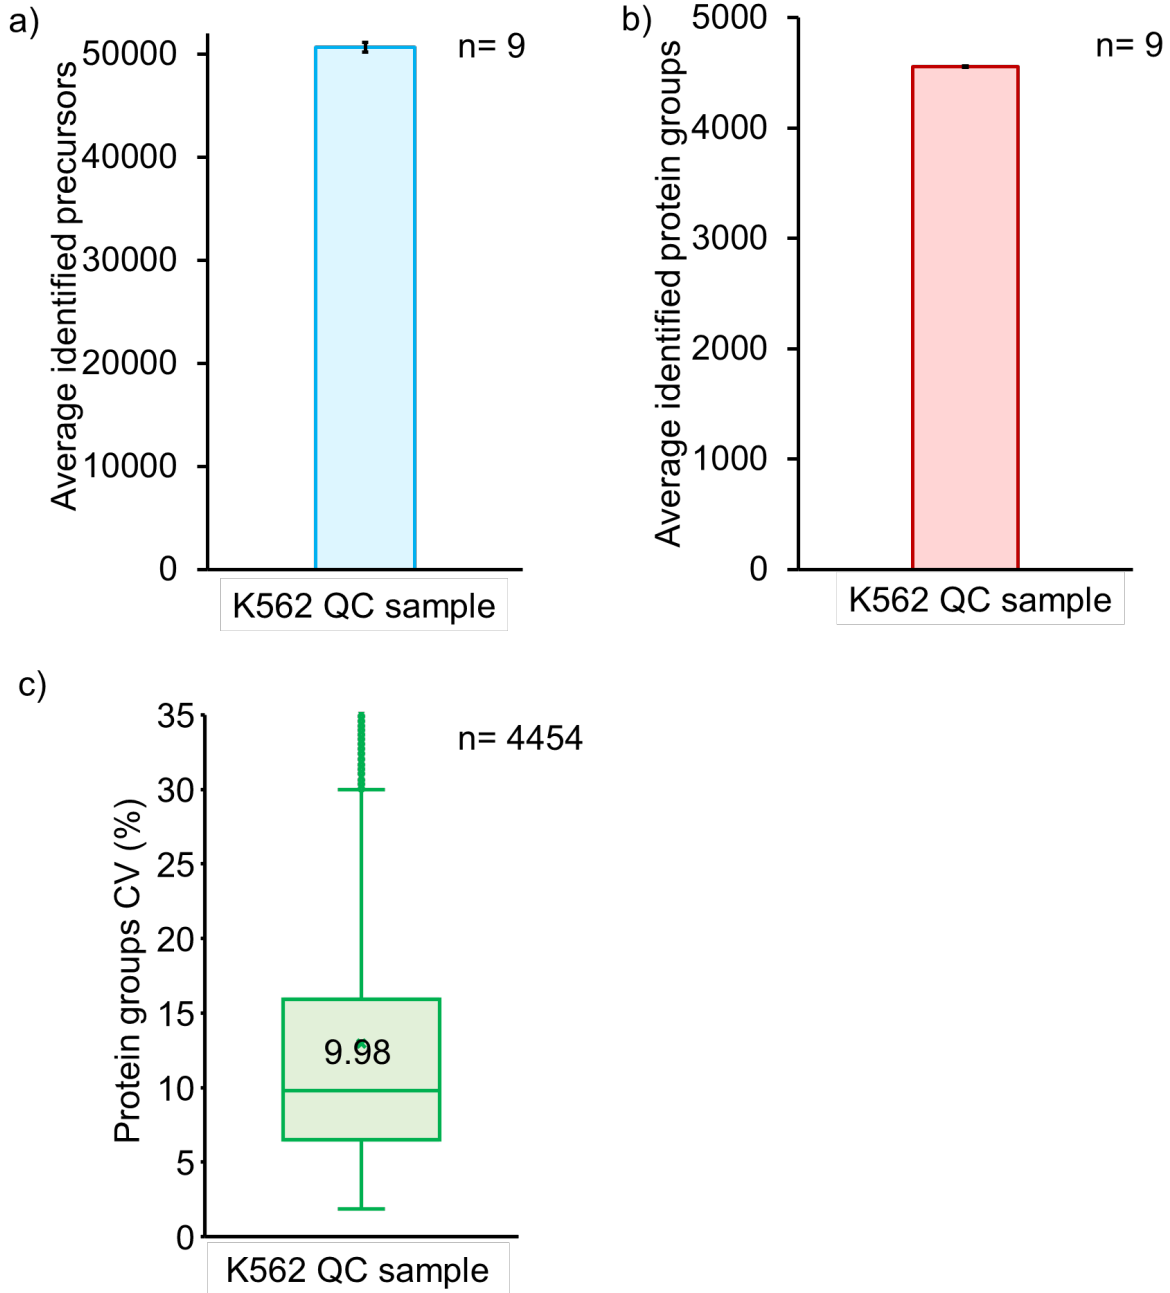 a)
n= 9
Average identified precursors
50000
40000
30000
20000
10000
0
K562 QC sample
b)
n= 9
Average identified protein groups
5000
4000
3000
2000
1000
0
K562 QC sample
c)
n= 4454
Protein groups CV (%)
35
30
25
20
15
10
5
0
9.98
K562 QC sample